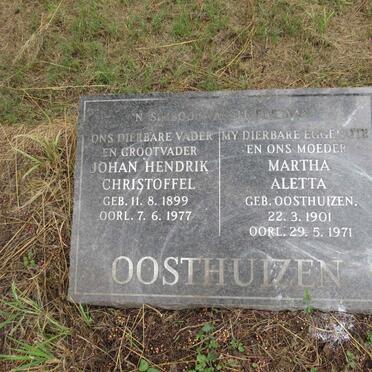 'N
ONS DIERBARE VADER
EN GROOTVADER
JOHAN HENDRIK
CHRISTOFFEL
GEB. 11. 8. 1899
OORL. 7. 6. 1977
MY DIERBARE EGGENOTE
EN ONS MOEDER
MARTHA
ALETTA
GEB. OOSTHUIZEN.
22. 3. 1901
OORL. 29. 5. 1971
OOSTHUIZEN